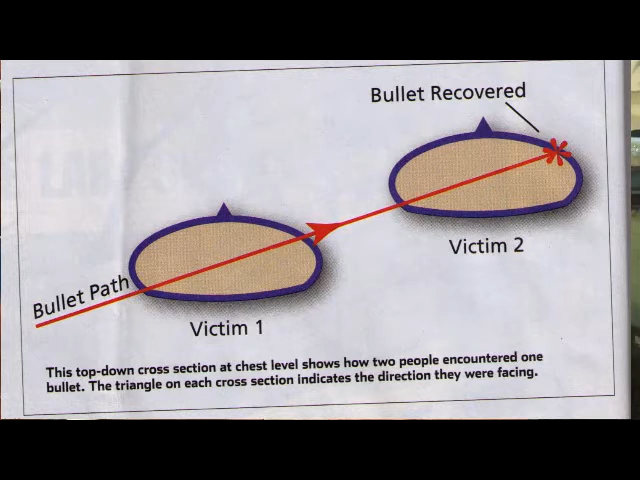 Bullet Recovered
Victim 2
Bullet Path
Victim 1
This top-down cross section at chest level shows how two people encountered one
bullet. The triangle on each cross section indicates the direction they were facing.